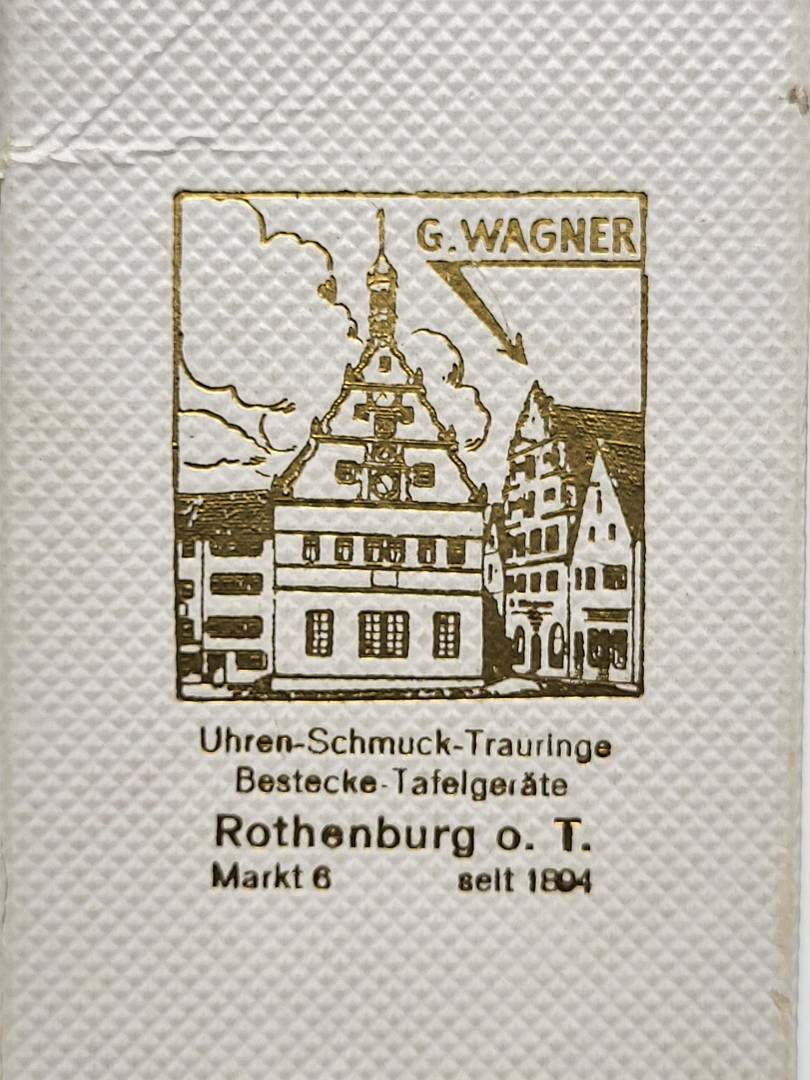 G. WAGNER
Uhren-Schmuck-Trauringe
Bestecke-Tafelgeräte
Rothenburg o. T.
Markt 6 seit 1894